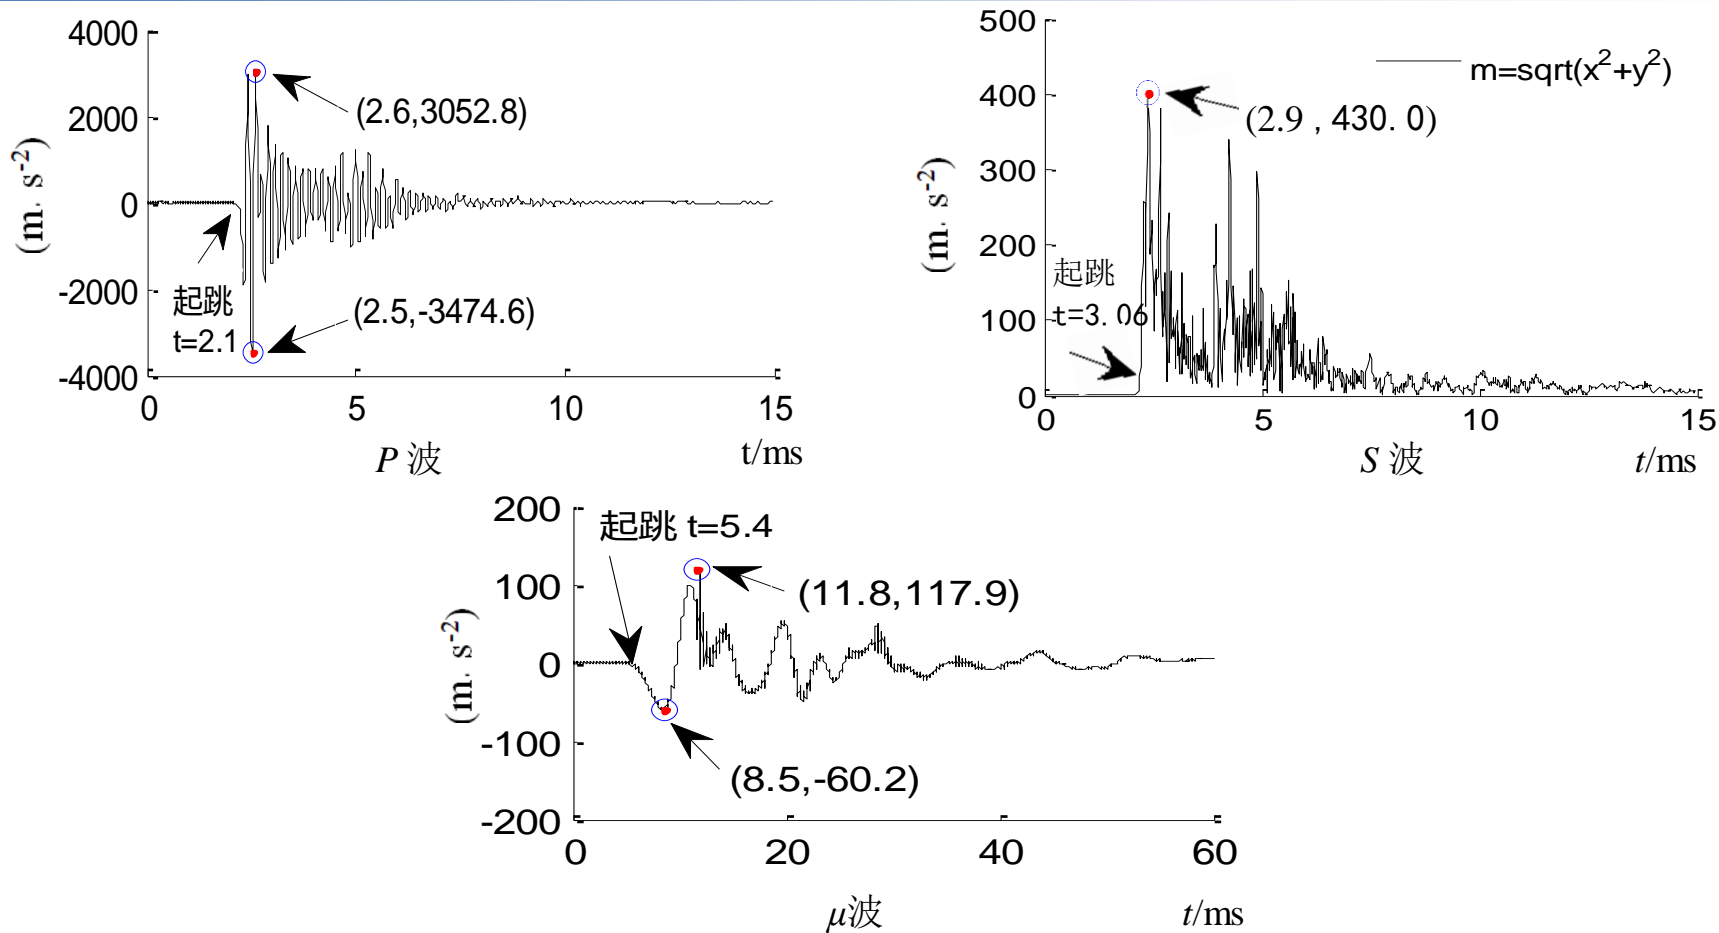 4000
2000
0
-2000
-4000
(m. s-2)
(2.6,3052.8)
(2.5,-3474.6)
起跳
t=2.1
0 5 10 15
P 波
t/ms
500
400
300
200
100
0
(m. s-2)
m=sqrt(x2+y2)
(2.9 , 430. 0)
起跳
t=3. 06
0 5 10 15
S 波
t/ms
200
100
0
-100
-200
(m. s-2)
起跳 t=5.4
(11.8,117.9)
(8.5,-60.2)
0 20 40 60
μ波
t/ms